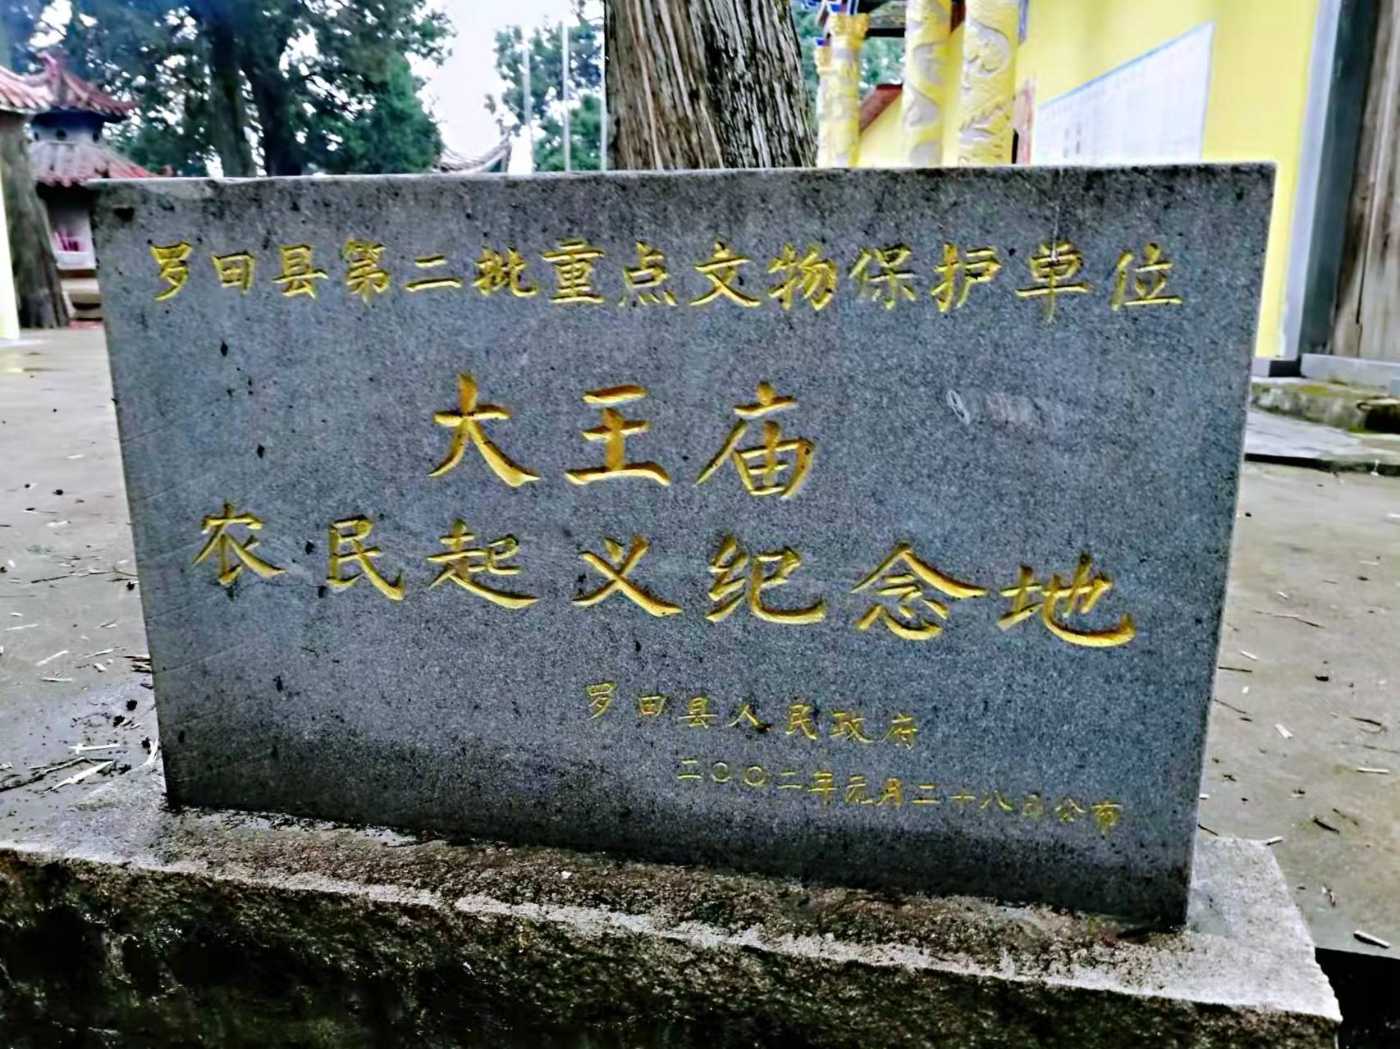 罗田县第二批重点文物保护单位
大王庙
农民起义纪念地
罗田县人民政府
二〇〇二年元月二十八日公布